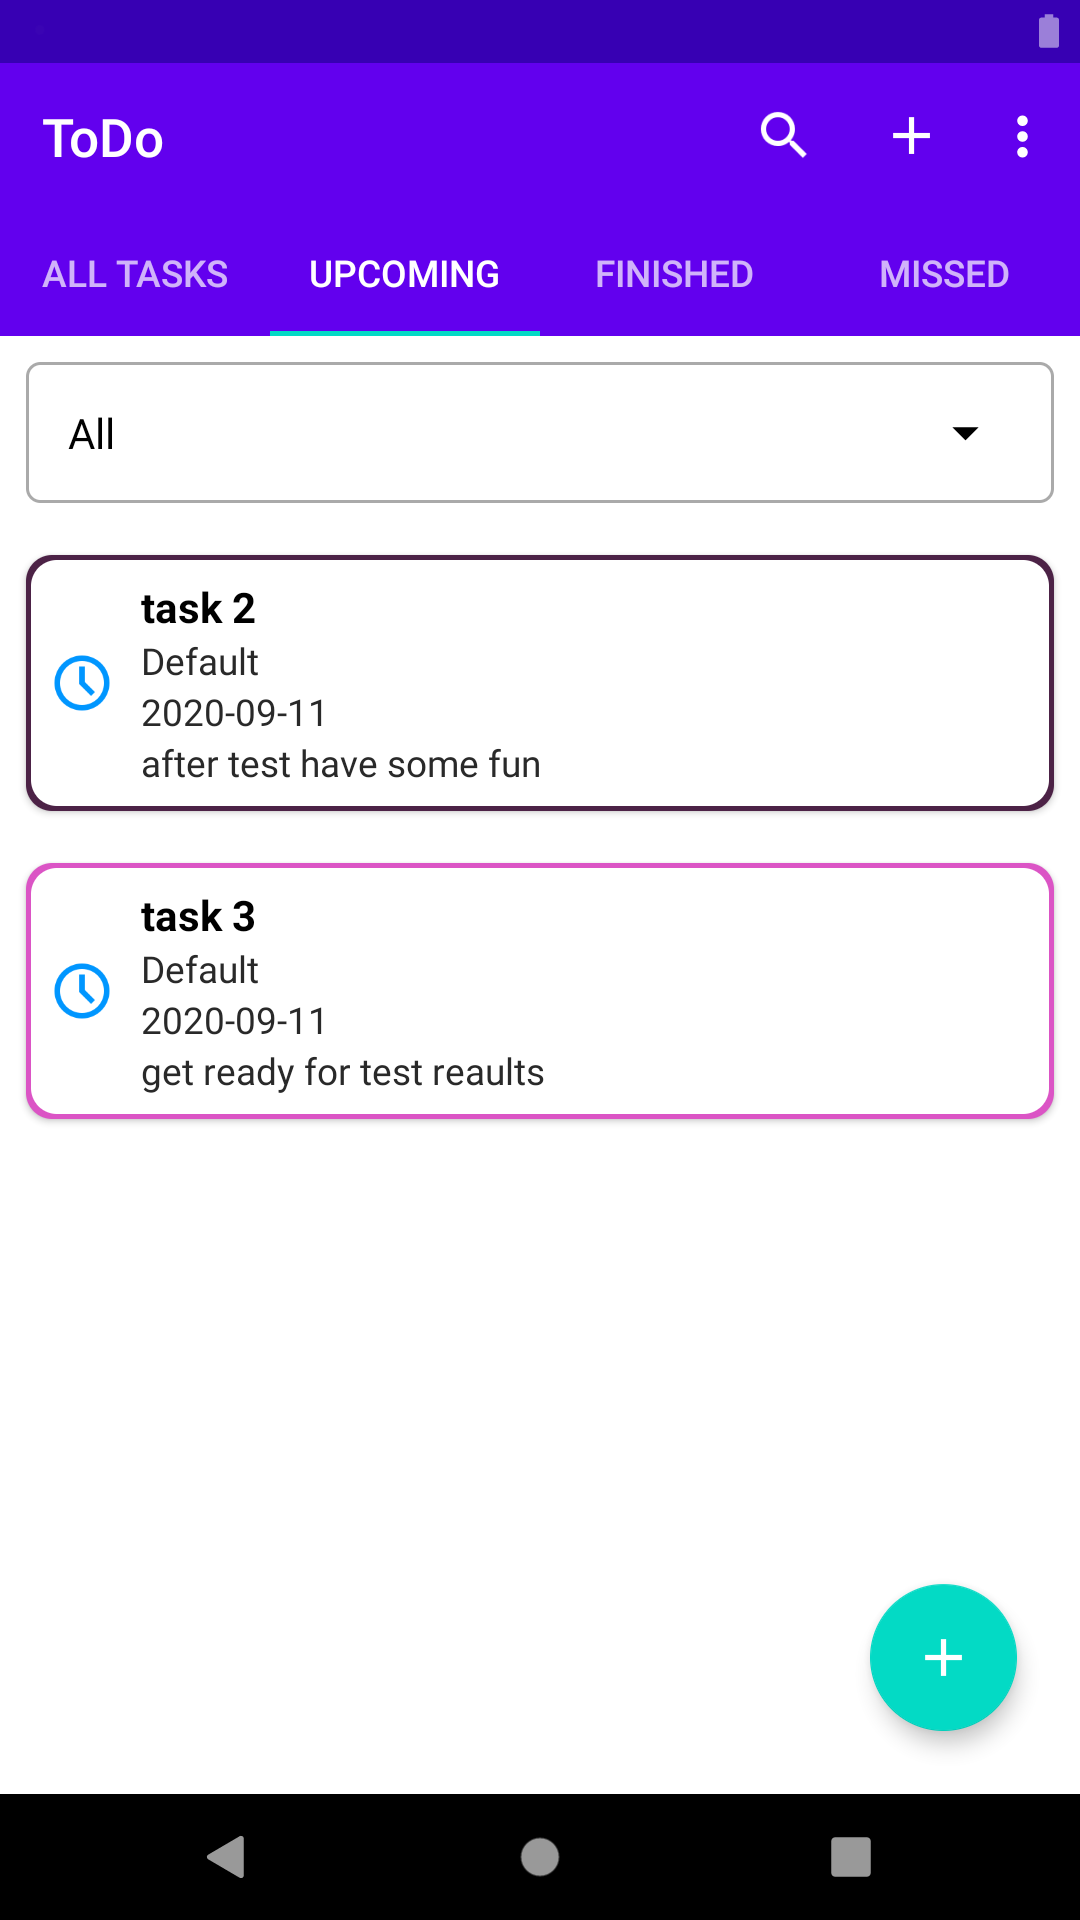 ToDo
ALL TASKS UPCOMING FINISHED MISSED
All
task 2
Default
2020-09-11
after test have some fun
task 3
Default
2020-09-11
get ready for test reaults